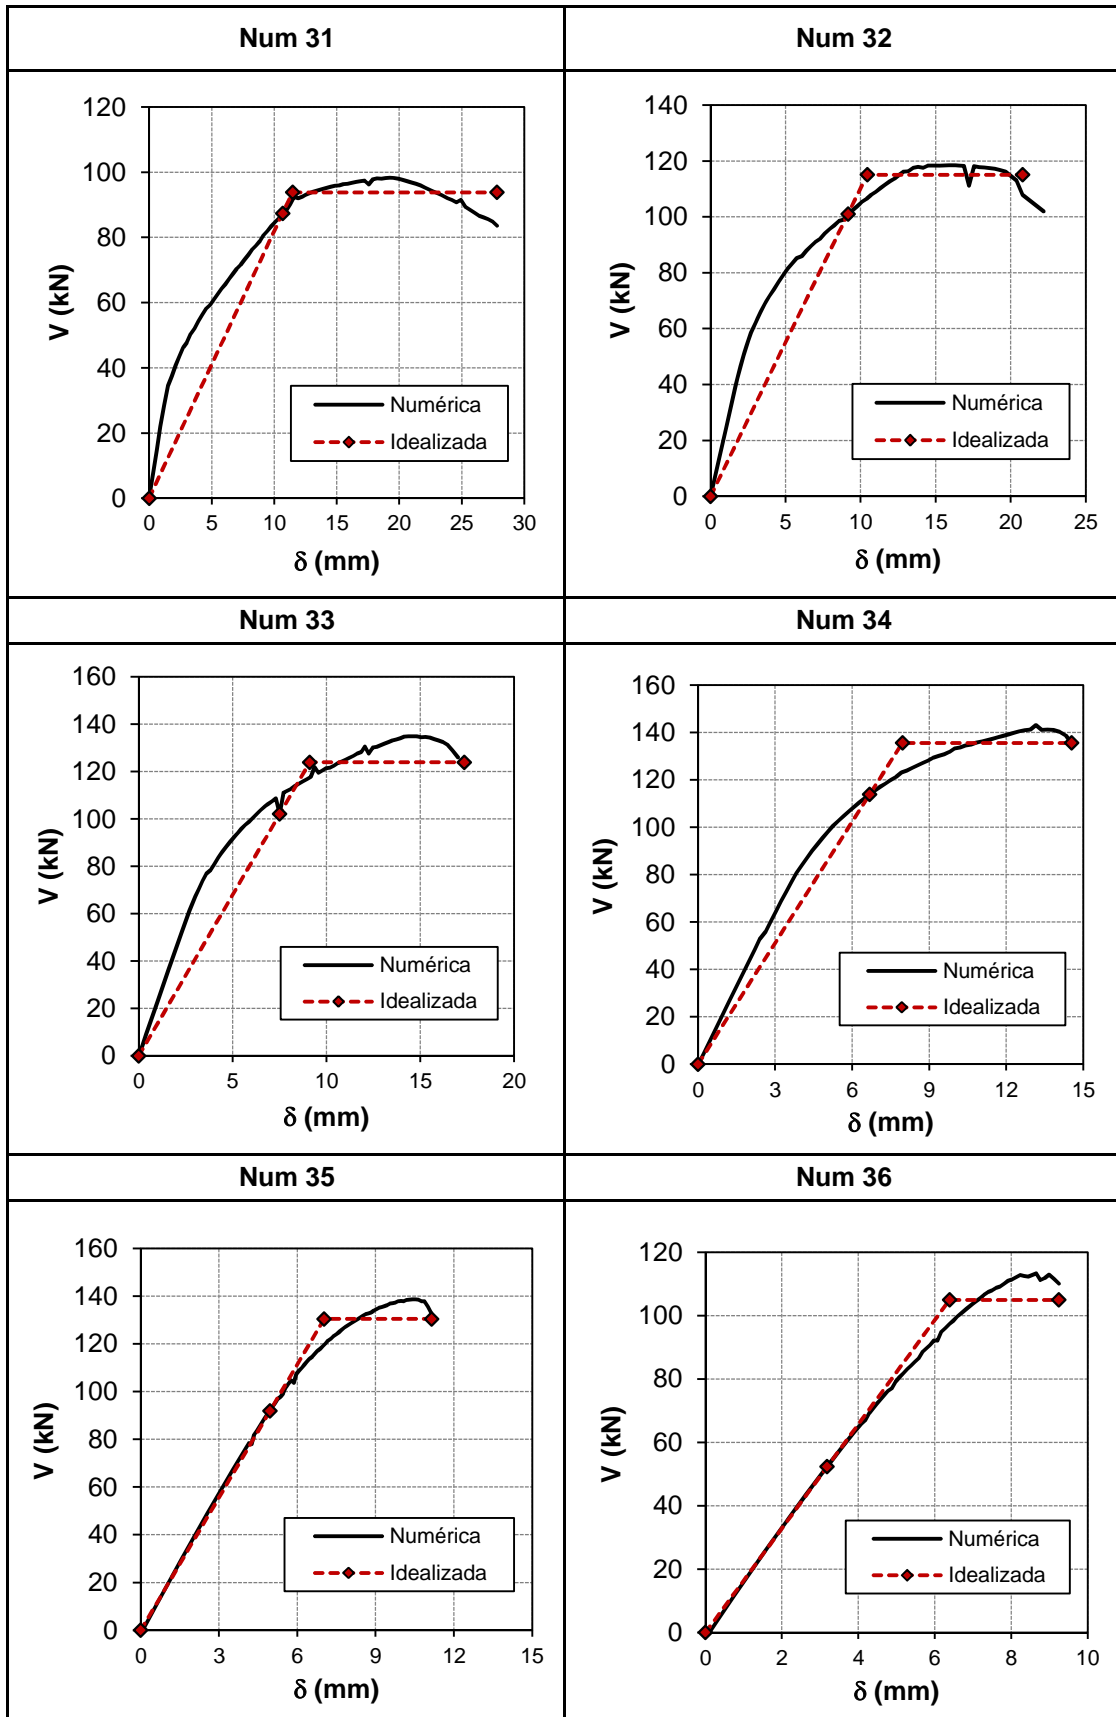 Num 31
Num 32
120
100
80
60
40
20
0
V (kN)
0 5 10 15 20 25 30
δ (mm)
Numérica
Idealizada
140
120
100
80
60
40
20
0
V (kN)
0 5 10 15 20 25
δ (mm)
Numérica
Idealizada
Num 33
Num 34
160
140
120
100
80
60
40
20
0
V (kN)
0 5 10 15 20
δ (mm)
Numérica
Idealizada
160
140
120
100
80
60
40
20
0
V (kN)
0 3 6 9 12 15
δ (mm)
Numérica
Idealizada
Num 35
Num 36
160
140
120
100
80
60
40
20
0
V (kN)
0 3 6 9 12 15
δ (mm)
Numérica
Idealizada
120
100
80
60
40
20
0
V (kN)
0 2 4 6 8 10
δ (mm)
Numérica
Idealizada